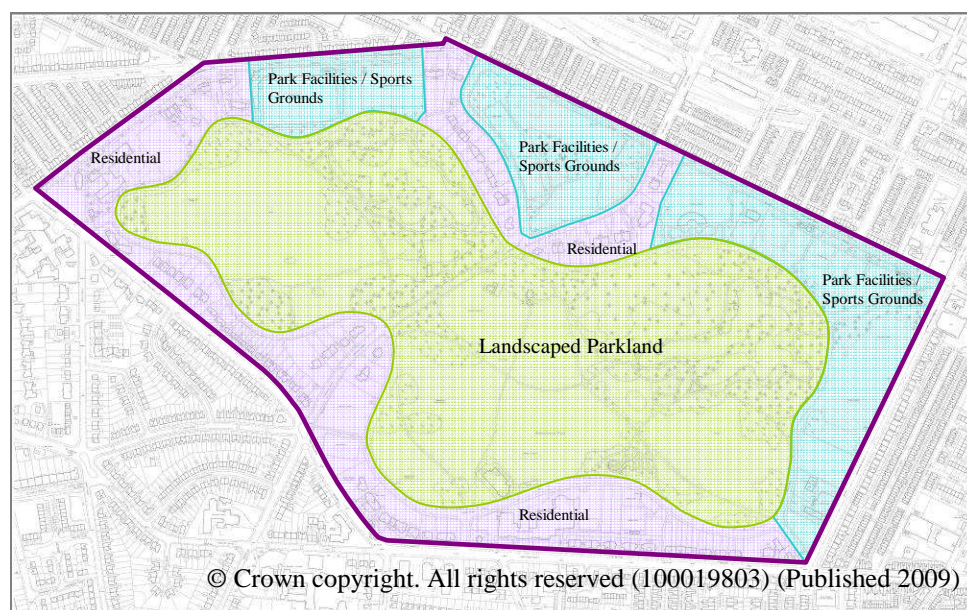 Park Facilities / Sports
Grounds
Park Facilities /
Sports Grounds
Residential
Residential
Park Facilities /
Sports Grounds
Landscaped Parkland
Residential
© Crown copyright. All rights reserved (100019803) (Published 2009)